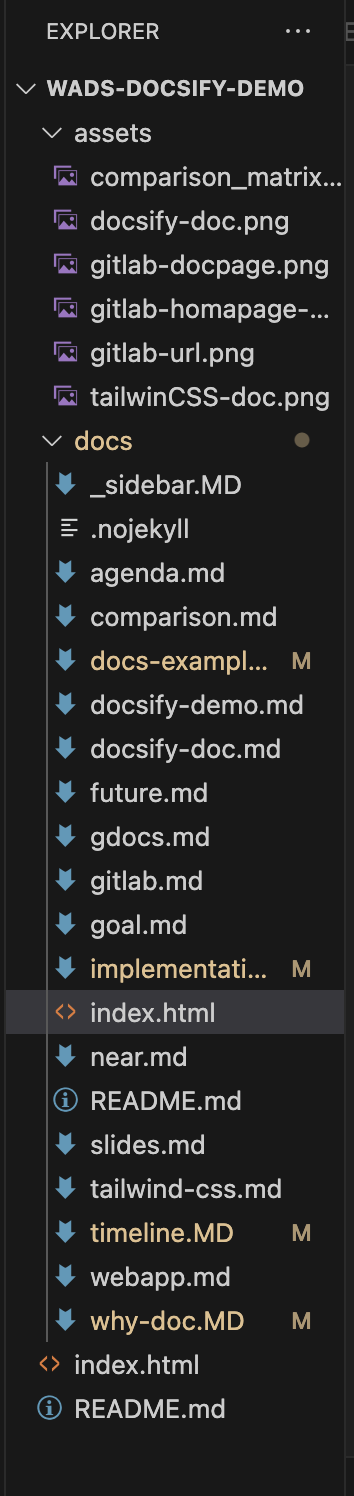 EXPLORER ...
WADS-DOCSIFY-DEMO
assets
comparison_matrix...
docsify-doc.png
gitlab-docpage.png
gitlab-homapage-...
gitlab-url.png
tailwinCSS-doc.png
docs
_sidebar.MD
.nojekyll
agenda.md
comparison.md
docs-exampl... M
docsify-demo.md
docsify-doc.md
future.md
gdocs.md
gitlab.md
goal.md
implementati... M
index.html
near.md
README.md
slides.md
tailwind-css.md
timeline.MD M
webapp.md
why-doc.MD M
index.html
README.md